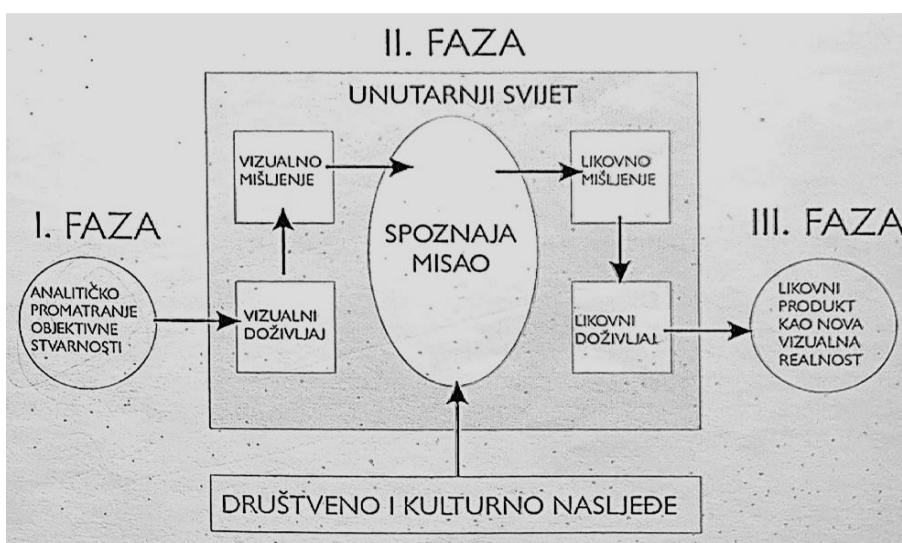 II. FAZA
UNUTARNJI SVIJET
VIZUALNO
MIŠLJENJE
LIKOVNO
MIŠLJENJE
SPOZNAJA
MISAO
I. FAZA
III. FAZA
ANALITIČKO
PROMATRANJE
OBJEKTIVNE
STVARNOSTI
VIZUALNI
DOŽIVLJAJ
LIKOVNI
DOŽIVLJAJ
LIKOVNI
PRODUKT
KAO NOVA
VIZUALNA
REALNOST
DRUŠTVENO I KULTURNO NASLJEĐE